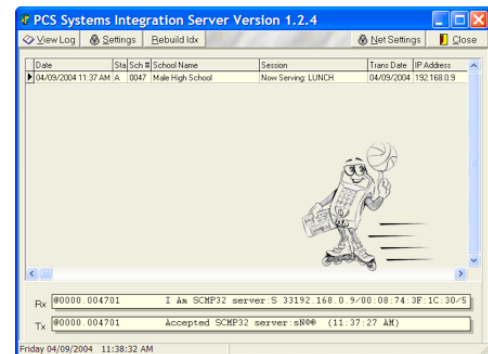 PCS Systems Integration Server Version 1.2.4
View Log Settings Rebuild Idx Net Settings Close
Date Sta Sch # School Name Session Trans Date IP Address
04/09/2004 11:37 AM A 0047 Male High School Now Serving: LUNCH 04/09/2004 192.168.0.9
Rx @0000.004701 I Am SCMP32 server:S 33192.168.0.9/00:08:74:3F:1C:30/5
Tx @0000.004701 Accepted SCMP32 server:sN@@ (11:37:27 AM)
Friday 04/09/2004 11:38:32 AM